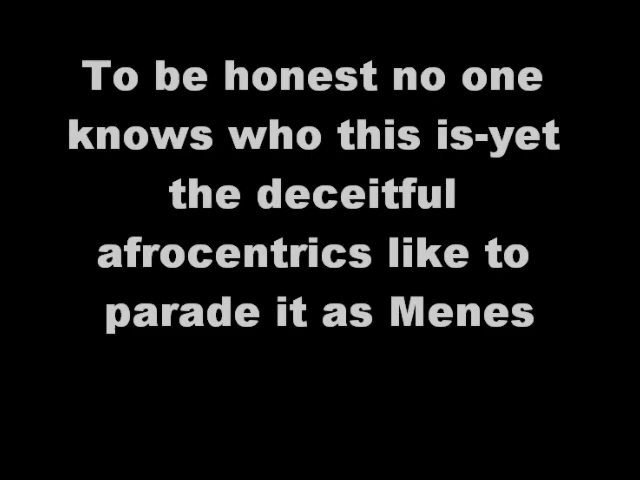 To be honest no one
knows who this is-yet
the deceitful
afrocentrics like to
parade it as Menes